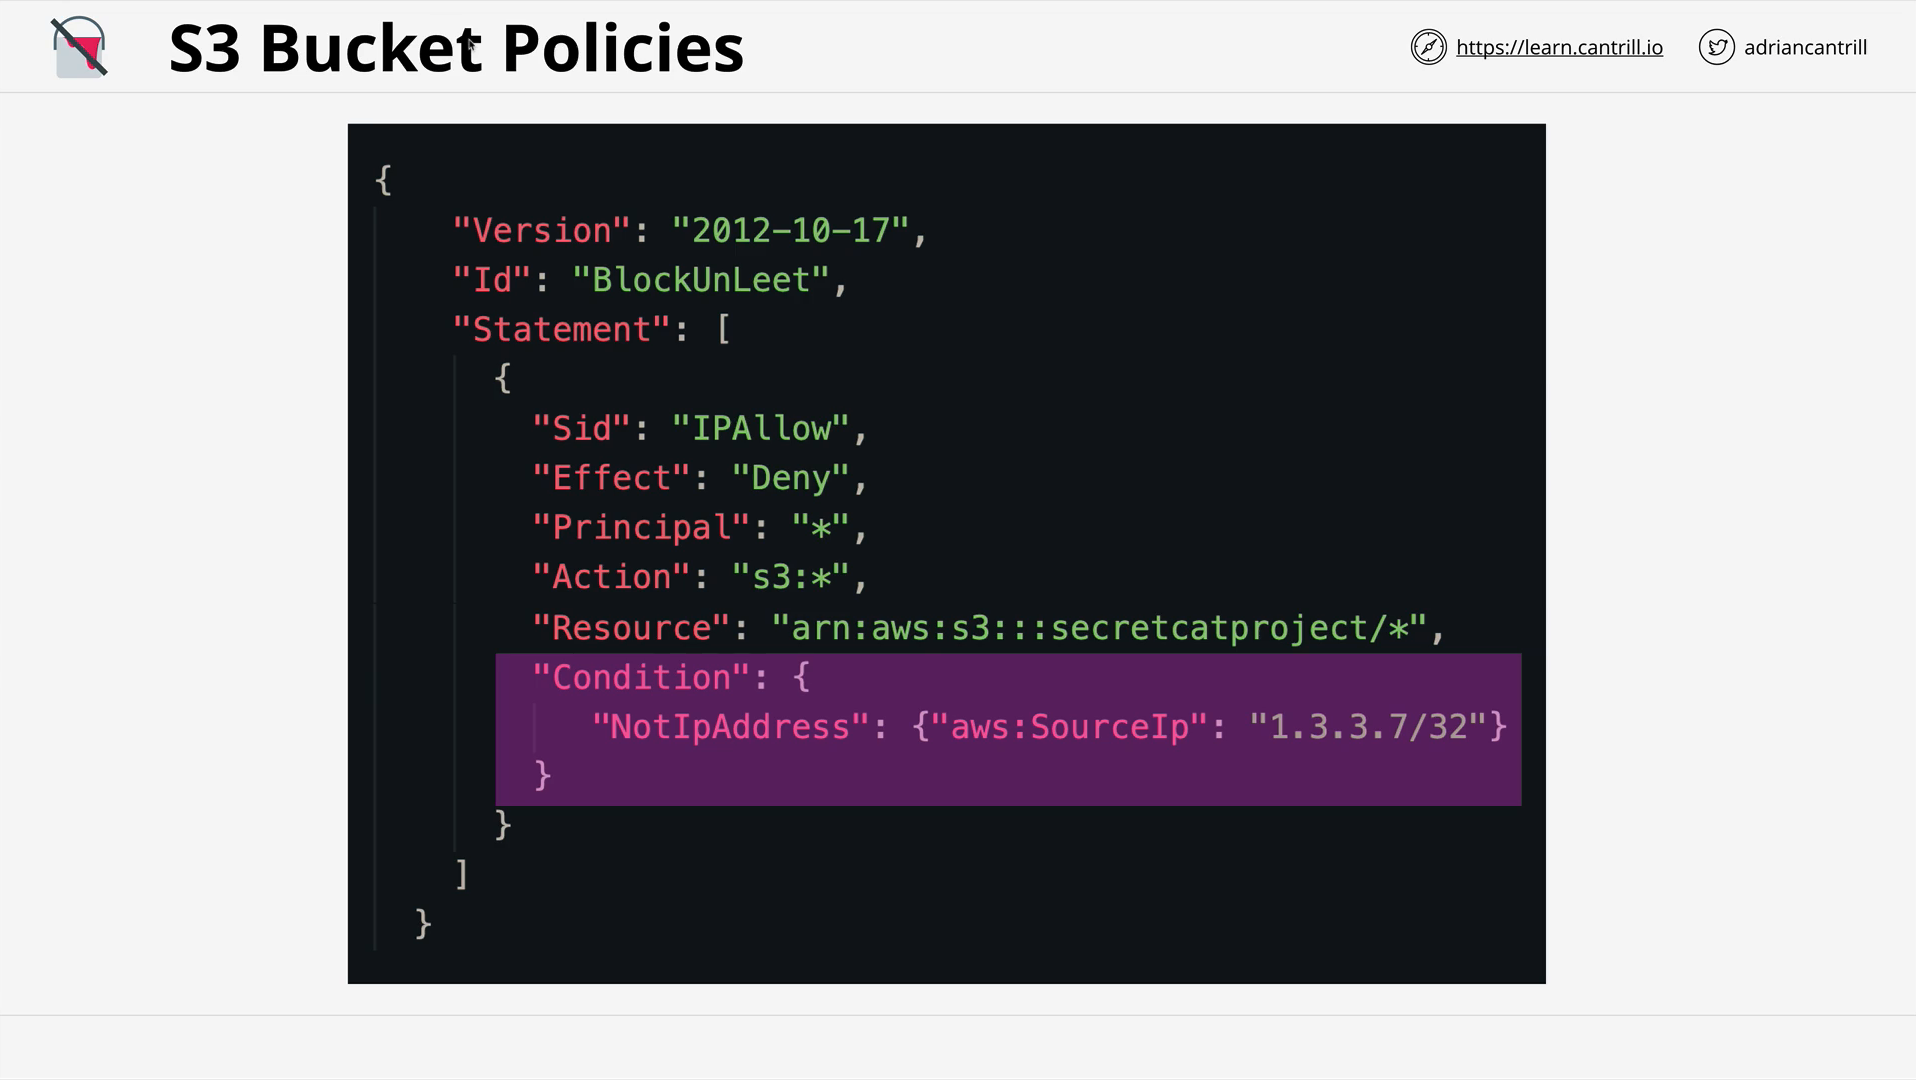 S3 Bucket Policies
https://learn.cantrill.io
adriancantrill
{
"Version": "2012-10-17",
"Id": "BlockUnLeet",
"Statement": [
{
"Sid": "IPAllow",
"Effect": "Deny",
"Principal": "*",
"Action": "s3:*",
"Resource": "arn:aws:s3:::secretcatproject/*",
"Condition": {
"NotIpAddress": {"aws:SourceIp": "1.3.3.7/32"}
}
}
]
}